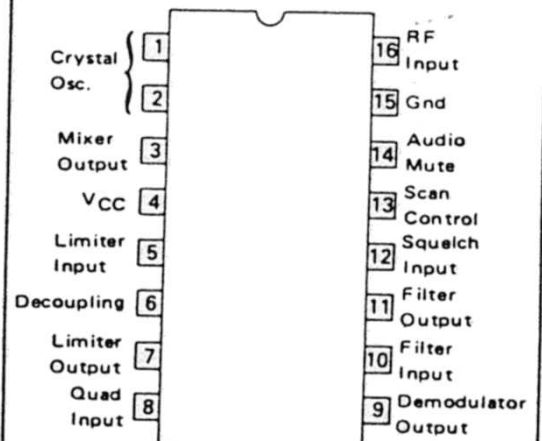 Crystal
Osc.
1
2
Mixer
Output
3
VCC
4
Limiter
Input
5
Decoupling
6
Limiter
Output
7
Quad
Input
8
16
RF
Input
15
Gnd
14
Audio
Mute
13
Scan
Control
12
Squelch
Input
11
Filter
Output
10
Filter
Input
9
Demodulator
Output